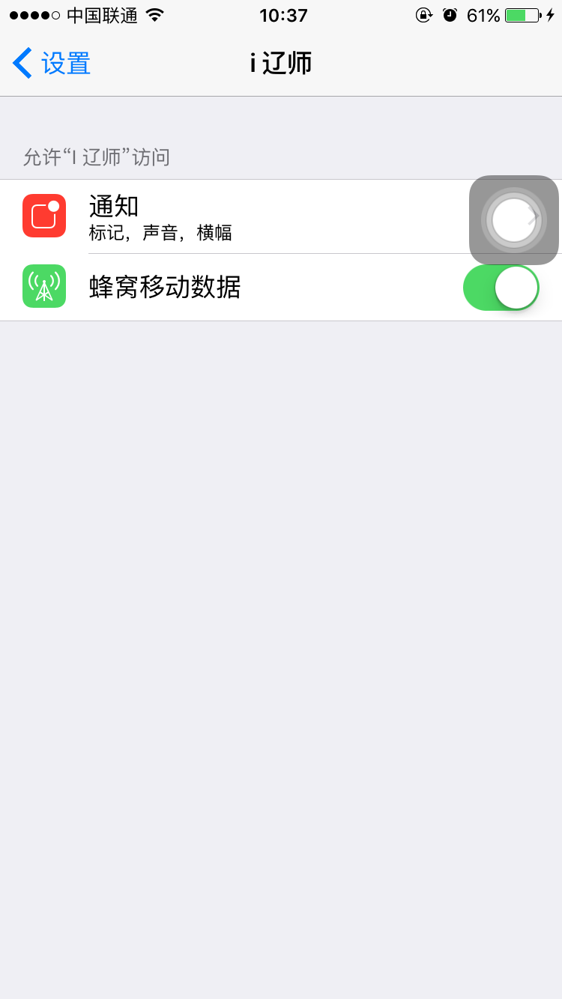 中国联通 10:37 61%
设置 i 辽师
允许“I 辽师”访问
通知
标记，声音，横幅
蜂窝移动数据